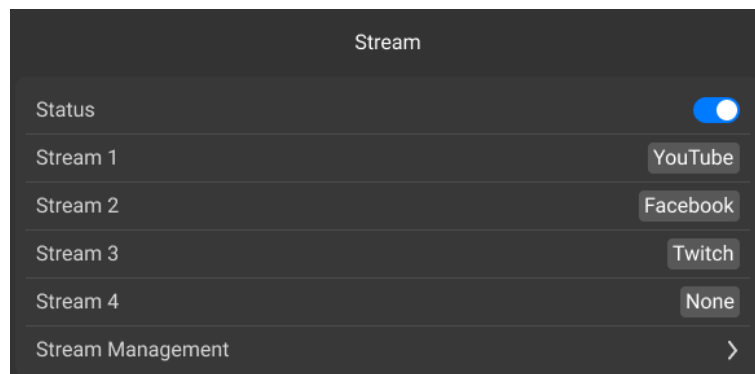 Stream
Status
Stream 1 YouTube
Stream 2 Facebook
Stream 3 Twitch
Stream 4 None
Stream Management